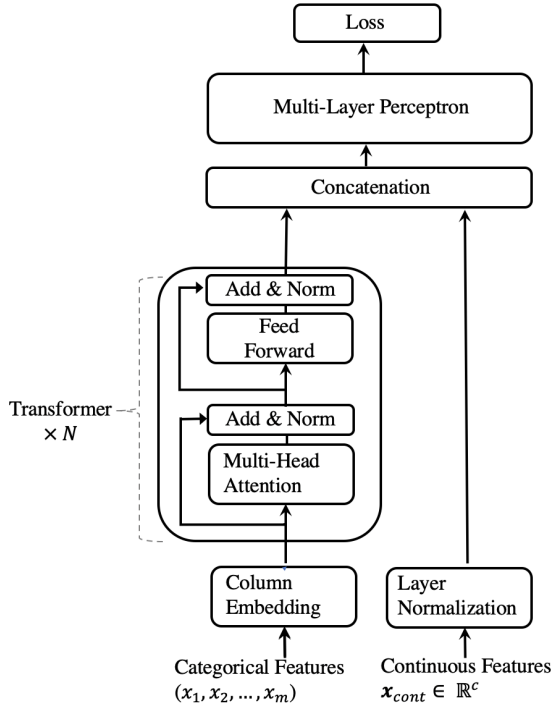 Loss
Multi-Layer Perceptron
Concatenation
Add & Norm
Feed
Forward
Transformer
× N
Add & Norm
Multi-Head
Attention
Column
Embedding
Layer
Normalization
Categorical Features
(x₁, x₂, ..., xₘ)
Continuous Features
x_cont ∈ ℝᶜ